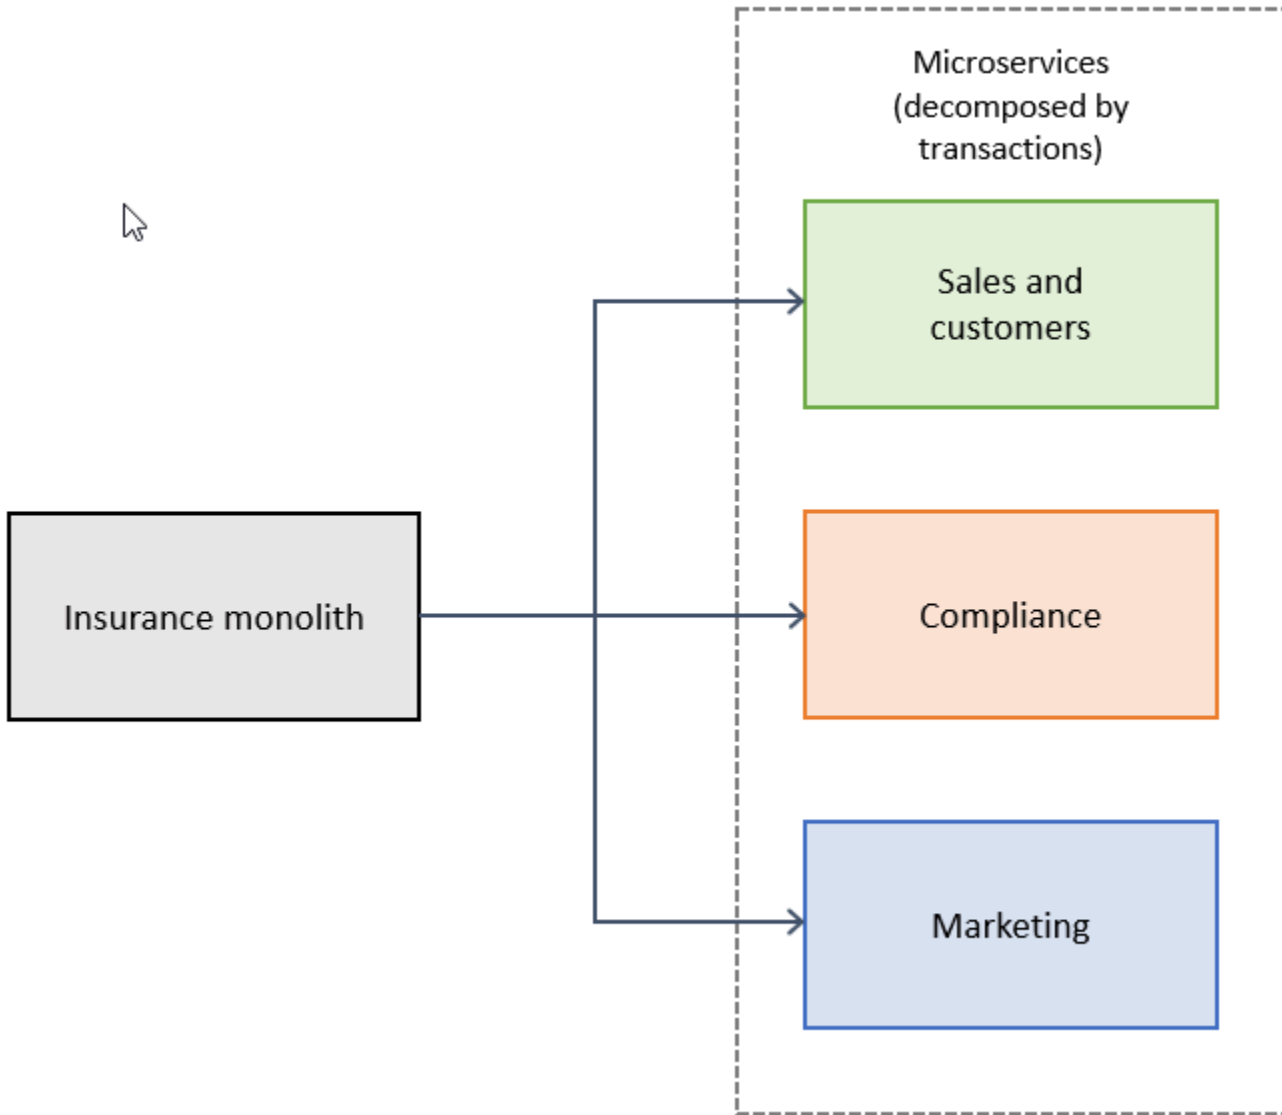 Microservices
(decomposed by
transactions)
Sales and
customers
Insurance monolith
Compliance
Marketing